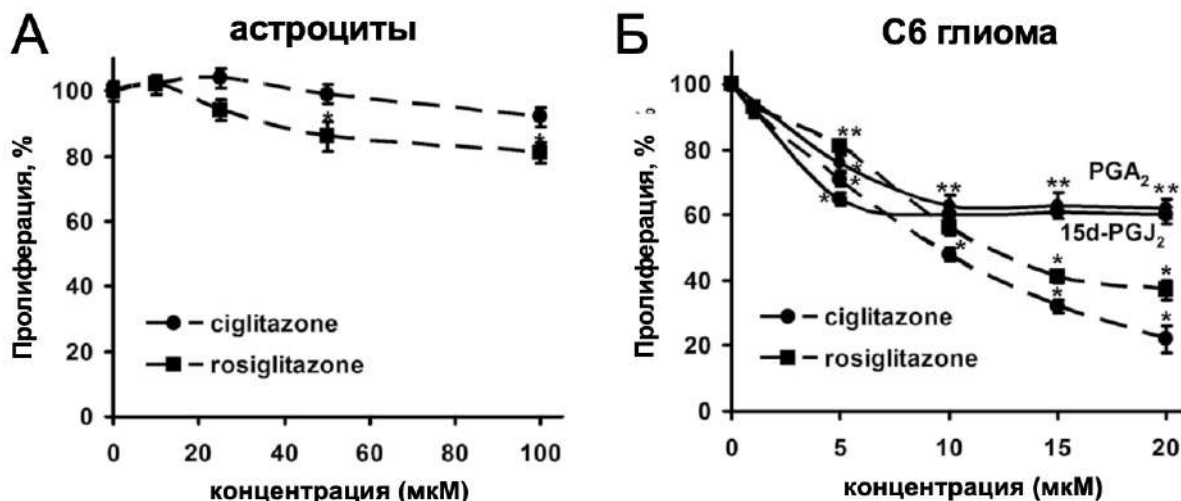 А
астроциты
Пролиферация, %
100
80
60
40
20
0
ciglitazone
rosiglitazone
*
*
0
20
40
60
80
100
концентрация (мкМ)
Б
С6 глиома
Пролиферация, %
100
80
60
40
20
0
**
*
*
*
**
**
**
PGA₂
15d-PGJ₂
*
*
*
*
*
ciglitazone
rosiglitazone
0
5
10
15
20
концентрация (мкМ)